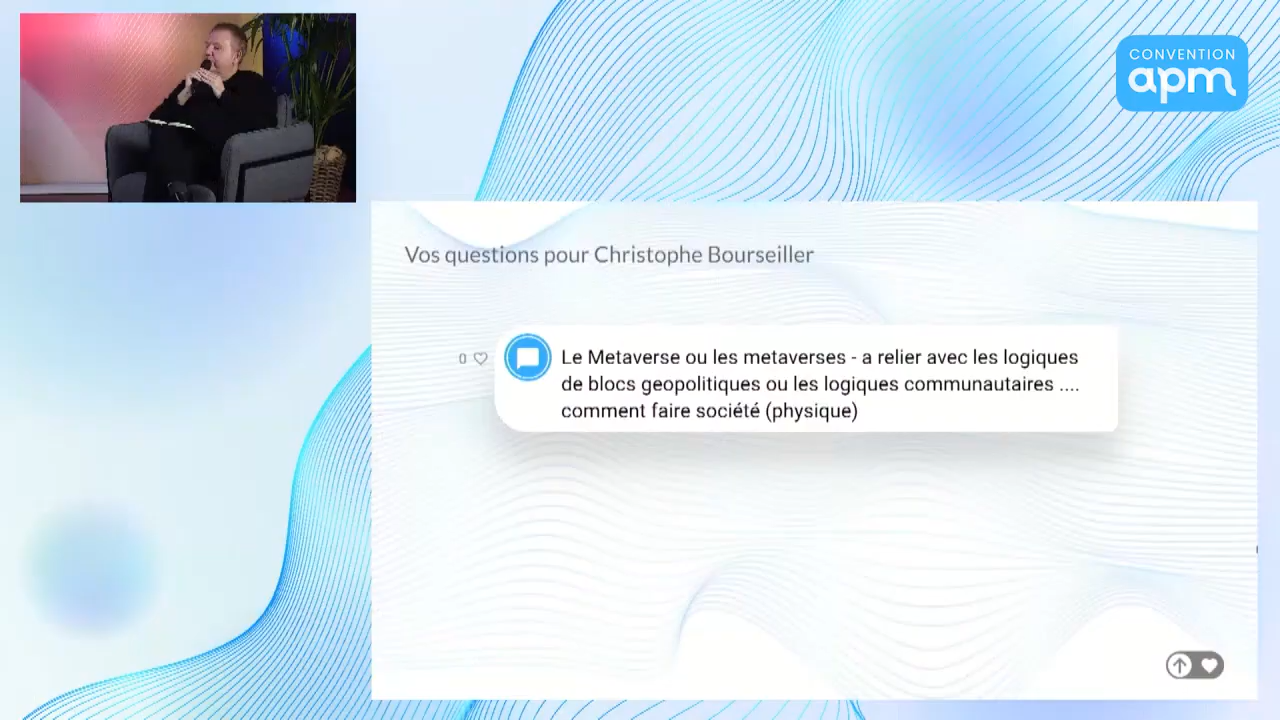 CONVENTION
apm
Vos questions pour Christophe Bourseiller
0
Le Metaverse ou les metaverses - a relier avec les logiques
de blocs geopolitiques ou les logiques communautaires ....
comment faire société (physique)